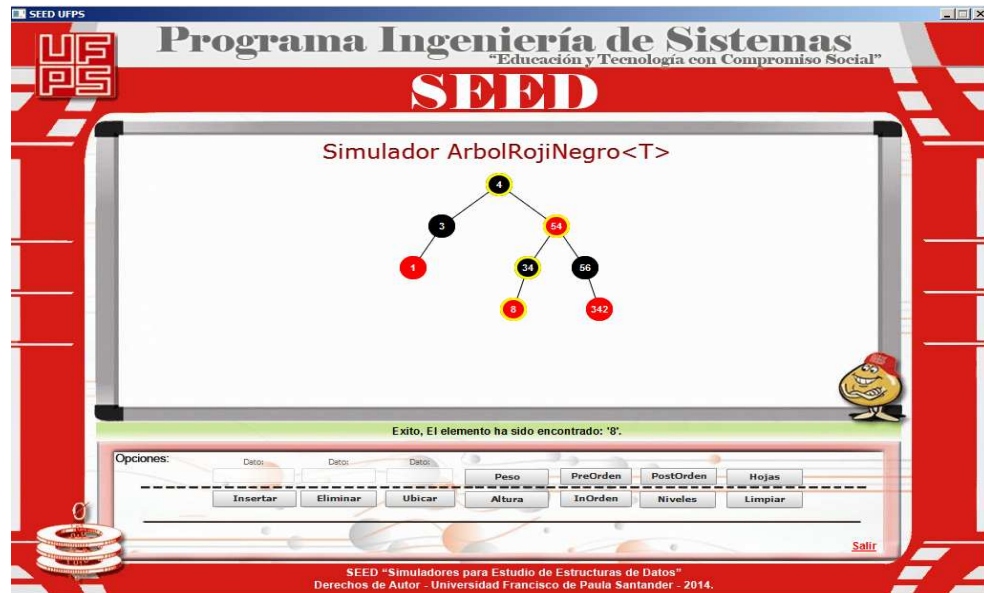 SEED UFPS
UF
PS
Programa Ingeniería de Sistemas
“Educación y Tecnología con Compromiso Social”
SEED
Simulador ArbolRojiNegro<T>
4
3
54
1
34
56
8
342
Exito, El elemento ha sido encontrado: '8'.
Opciones:
Dato: Dato: Dato:
Peso PreOrden PostOrden Hojas
Insertar Eliminar Ubicar Altura InOrden Niveles Limpiar
Salir
SEED “Simuladores para Estudio de Estructuras de Datos”
Derechos de Autor - Universidad Francisco de Paula Santander - 2014.